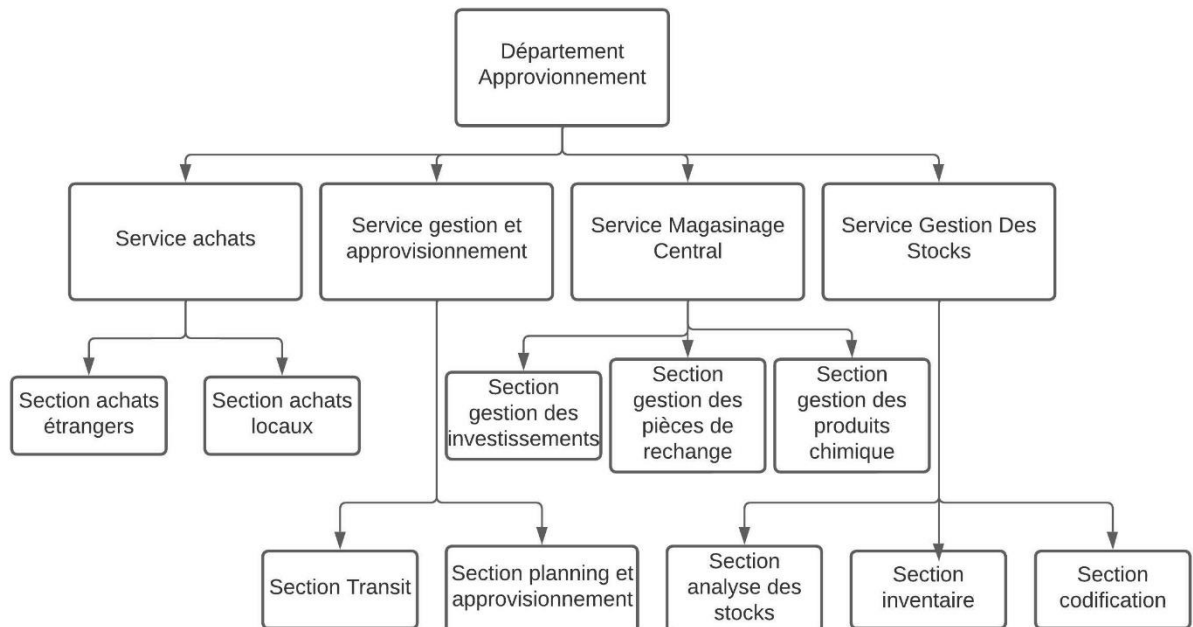 Département
Approvionnement
Service achats
Service gestion et
approvisionnement
Service Magasinage
Central
Service Gestion Des
Stocks
Section achats
étrangers
Section achats
locaux
Section
gestion des
investissements
Section
gestion des
pièces de
rechange
Section
gestion des
produits
chimique
Section Transit
Section planning et
approvisionnement
Section
analyse des
stocks
Section
inventaire
Section
codification